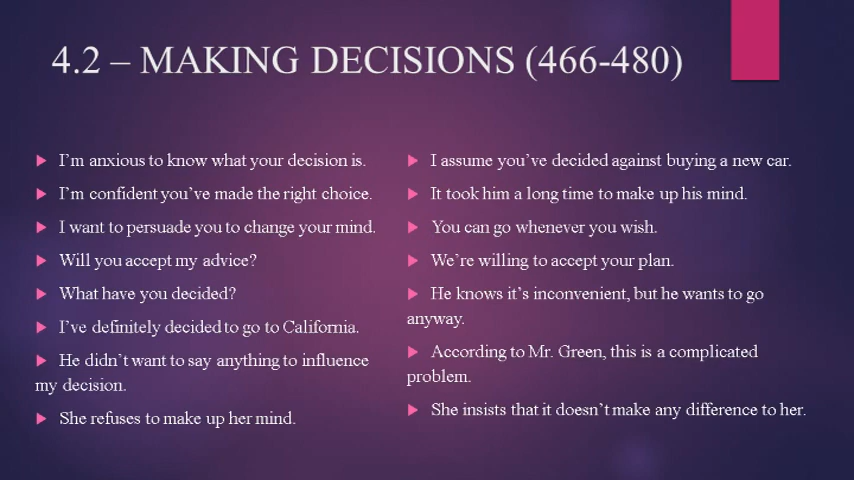 4.2 – MAKING DECISIONS (466-480)
I'm anxious to know what your decision is.
I'm confident you've made the right choice.
I want to persuade you to change your mind.
Will you accept my advice?
What have you decided?
I've definitely decided to go to California.
He didn't want to say anything to influence
my decision.
She refuses to make up her mind.
I assume you've decided against buying a new car.
It took him a long time to make up his mind.
You can go whenever you wish.
We're willing to accept your plan.
He knows it's inconvenient, but he wants to go
anyway.
According to Mr. Green, this is a complicated
problem.
She insists that it doesn't make any difference to her.